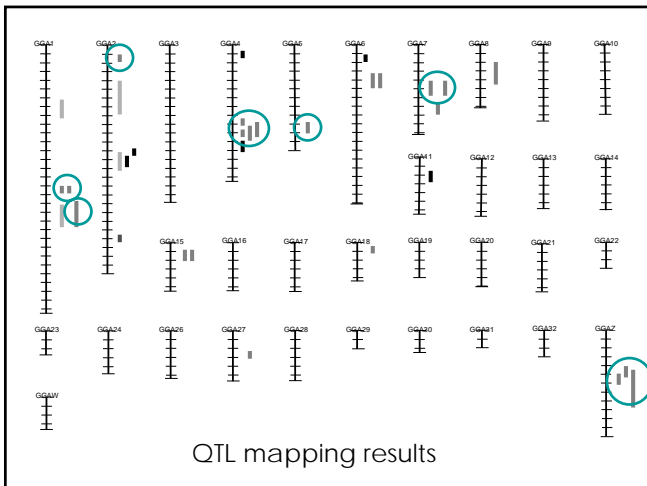 GGA1 GGA2 GGA3 GGA4 GGA5 GGA6 GGA7 GGA8 GGA9 GGA10
GGA11 GGA12 GGA13 GGA14
GGA15 GGA16 GGA17 GGA18 GGA19 GGA20 GGA21 GGA22
GGA23 GGA24 GGA26 GGA27 GGA28 GGA29 GGA30 GGA31 GGA32 GGAZ
GGAW
QTL mapping results